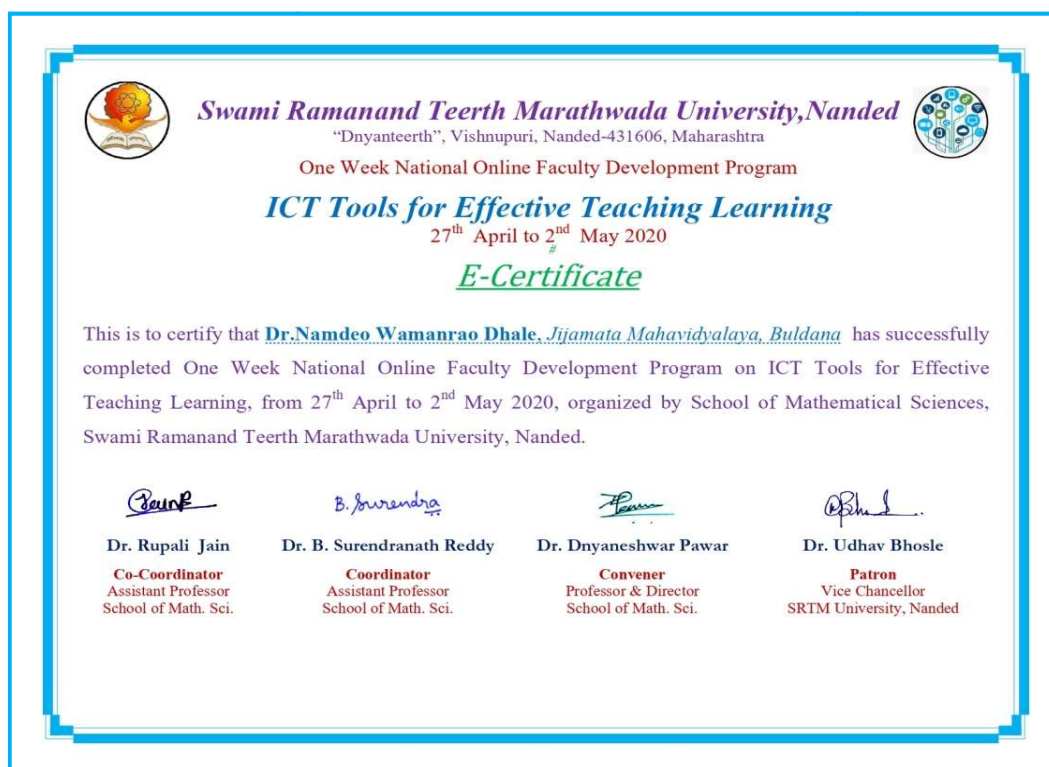 Swami Ramanand Teerth Marathwada University,Nanded
“Dnyanteerth”, Vishnupuri, Nanded-431606, Maharashtra
One Week National Online Faculty Development Program
ICT Tools for Effective Teaching Learning
27th April to 2nd May 2020
#
E-Certificate
This is to certify that Dr.Namdeo Wamanrao Dhale, Jijamata Mahavidyalaya, Buldana has successfully
completed One Week National Online Faculty Development Program on ICT Tools for Effective
Teaching Learning, from 27th April to 2nd May 2020, organized by School of Mathematical Sciences,
Swami Ramanand Teerth Marathwada University, Nanded.
B. Surendra
Dr. Rupali Jain
Co-Coordinator
Assistant Professor
School of Math. Sci.
Dr. B. Surendranath Reddy
Coordinator
Assistant Professor
School of Math. Sci.
Dr. Dnyaneshwar Pawar
Convener
Professor & Director
School of Math. Sci.
Dr. Udhav Bhosle
Patron
Vice Chancellor
SRTM University, Nanded